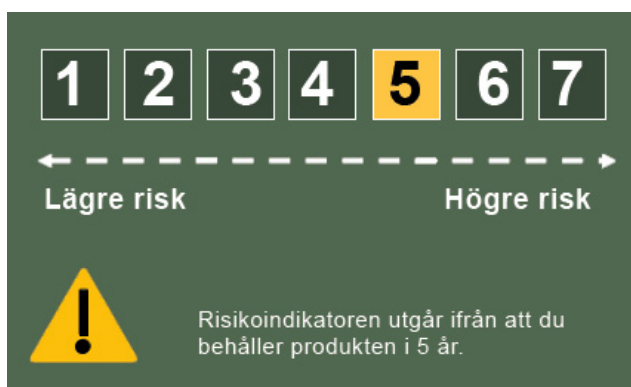 1 2 3 4 5 6 7
Lägre risk Högre risk
!
Risikoindikatoren utgår ifrån att du
behåller produkten i 5 år.